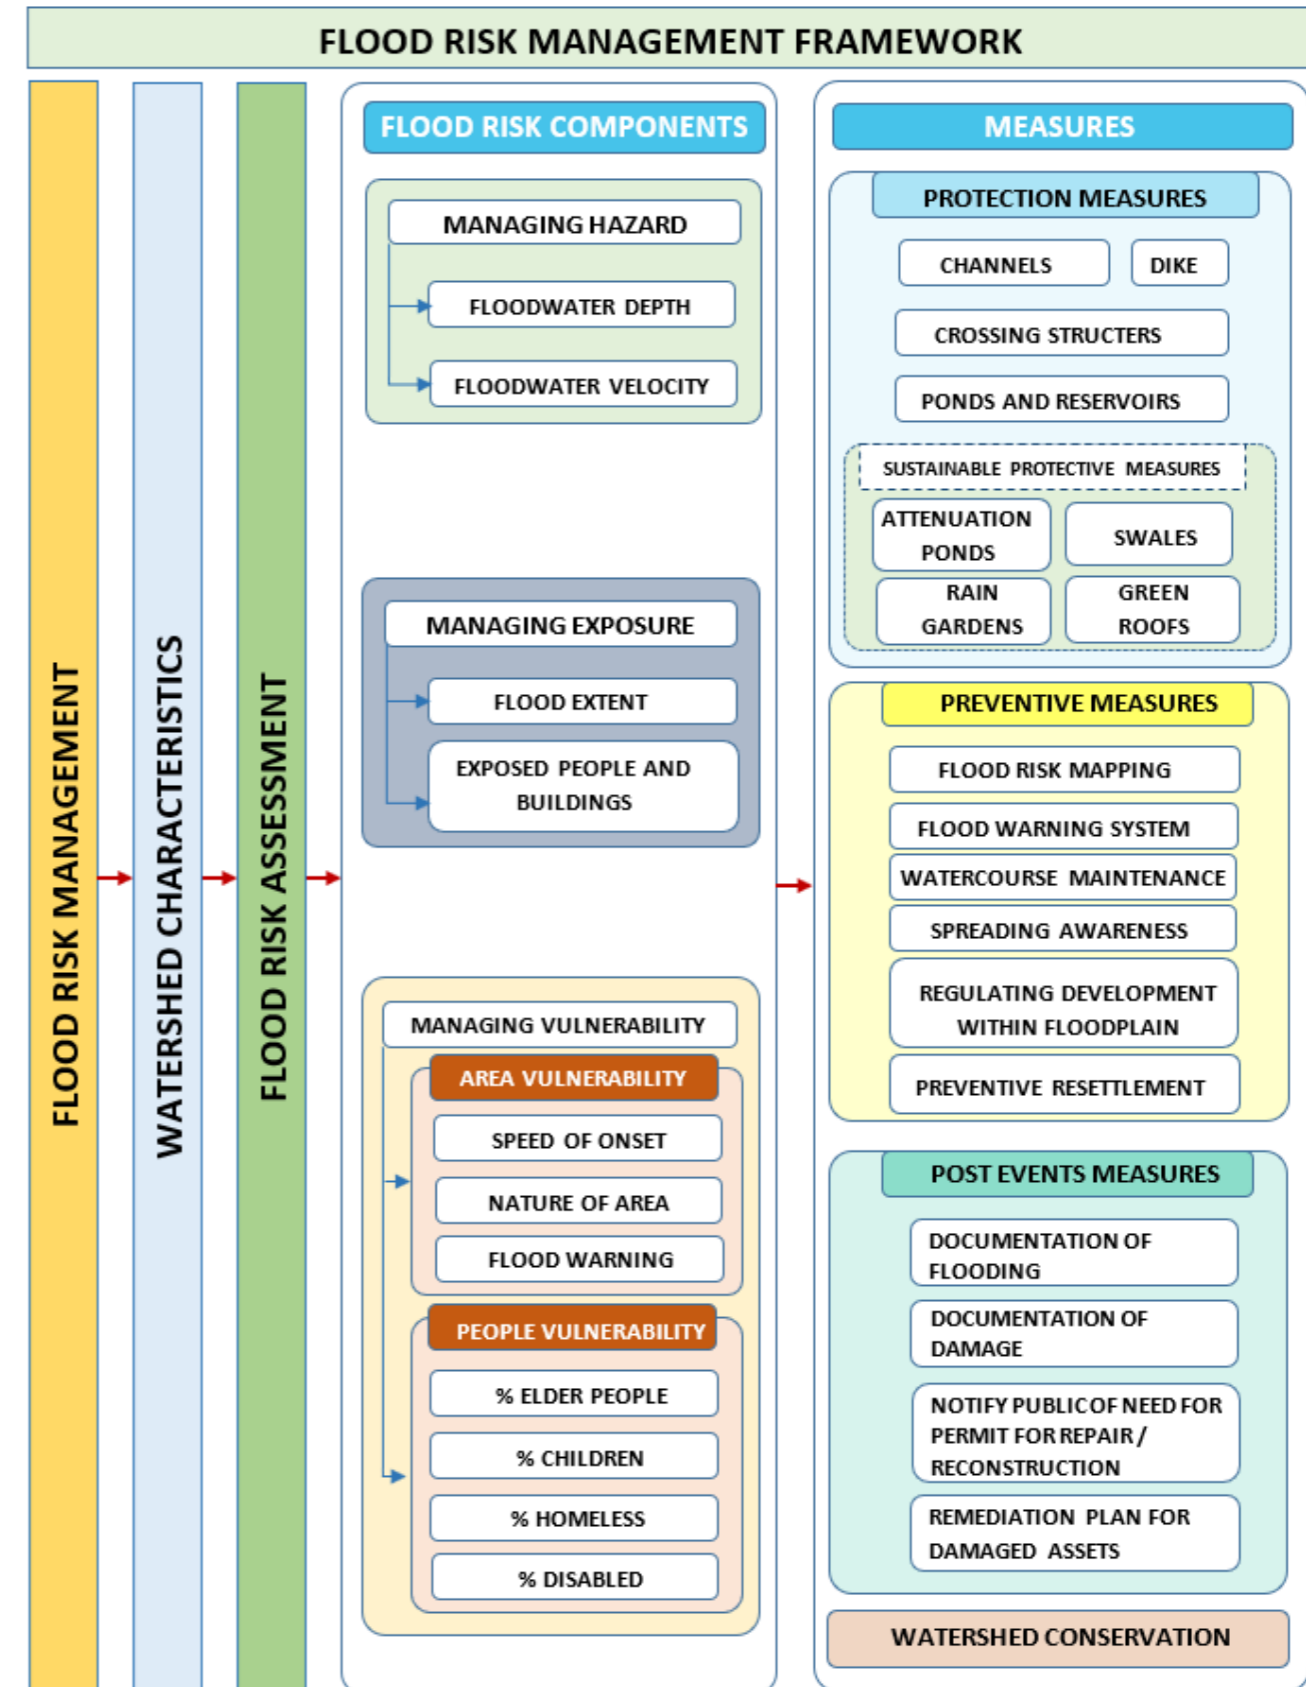 FLOOD RISK MANAGEMENT FRAMEWORK
FLOOD RISK MANAGEMENT
WATERSHED CHARACTERISTICS
FLOOD RISK ASSESSMENT
FLOOD RISK COMPONENTS
MANAGING HAZARD
FLOODWATER DEPTH
FLOODWATER VELOCITY
MANAGING EXPOSURE
FLOOD EXTENT
EXPOSED PEOPLE AND
BUILDINGS
MANAGING VULNERABILITY
AREA VULNERABILITY
SPEED OF ONSET
NATURE OF AREA
FLOOD WARNING
PEOPLE VULNERABILITY
% ELDER PEOPLE
% CHILDREN
% HOMELESS
% DISABLED
MEASURES
PROTECTION MEASURES
CHANNELS
DIKE
CROSSING STRUCTERS
PONDS AND RESERVOIRS
SUSTAINABLE PROTECTIVE MEASURES
ATTENUATION
PONDS
SWALES
RAIN
GARDENS
GREEN
ROOFS
PREVENTIVE MEASURES
FLOOD RISK MAPPING
FLOOD WARNING SYSTEM
WATERCOURSE MAINTENANCE
SPREADING AWARENESS
REGULATING DEVELOPMENT
WITHIN FLOODPLAIN
PREVENTIVE RESETTLEMENT
POST EVENTS MEASURES
DOCUMENTATION OF
FLOODING
DOCUMENTATION OF
DAMAGE
NOTIFY PUBLIC OF NEED FOR
PERMIT FOR REPAIR /
RECONSTRUCTION
REMEDIATION PLAN FOR
DAMAGED ASSETS
WATERSHED CONSERVATION